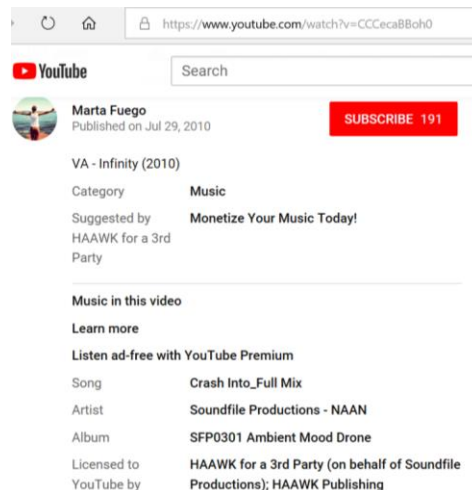 https://www.youtube.com/watch?v=CCCecaBBoh0
YouTube
Search
Marta Fuego
Published on Jul 29, 2010
SUBSCRIBE 191
VA - Infinity (2010)
Category Music
Suggested by Monetize Your Music Today!
HAAWK for a 3rd
Party
Music in this video
Learn more
Listen ad-free with YouTube Premium
Song Crash Into_Full Mix
Artist Soundfile Productions - NAAN
Album SFP0301 Ambient Mood Drone
Licensed to HAAWK for a 3rd Party (on behalf of Soundfile
YouTube by Productions); HAAWK Publishing